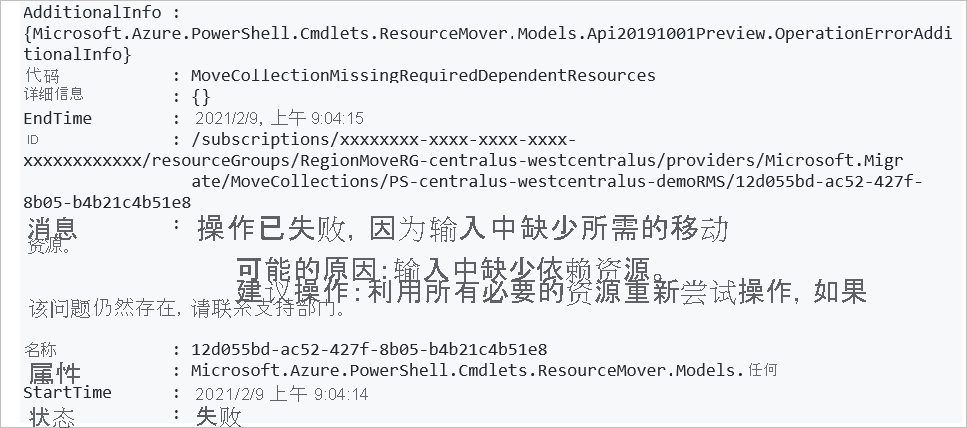 AdditionalInfo :
{Microsoft.Azure.PowerShell.Cmdlets.ResourceMover.Models.Api20191001Preview.OperationErrorAddi
tionalInfo}
代码 : MoveCollectionMissingRequiredDependentResources
详细信息 : {}
EndTime : 2021/2/9, 上午 9:04:15
ID : /subscriptions/xxxxxxxx-xxxx-xxxx-xxxx-
xxxxxxxxxxxx/resourceGroups/RegionMoveRG-centralus-westcentralus/providers/Microsoft.Migr
ate/MoveCollections/PS-centralus-westcentralus-demoRMS/12d055bd-ac52-427f-
8b05-b4b21c4b51e8
消息 : 操作已失败, 因为输入中缺少所需的移动
资源。
可能的原因:输入中缺少依赖资源。
建议操作:利用所有必要的资源重新尝试操作, 如果
该问题仍然存在, 请联系支持部门。
名称 : 12d055bd-ac52-427f-8b05-b4b21c4b51e8
属性 : Microsoft.Azure.PowerShell.Cmdlets.ResourceMover.Models.任何
StartTime : 2021/2/9 上午 9:04:14
状态 : 失败